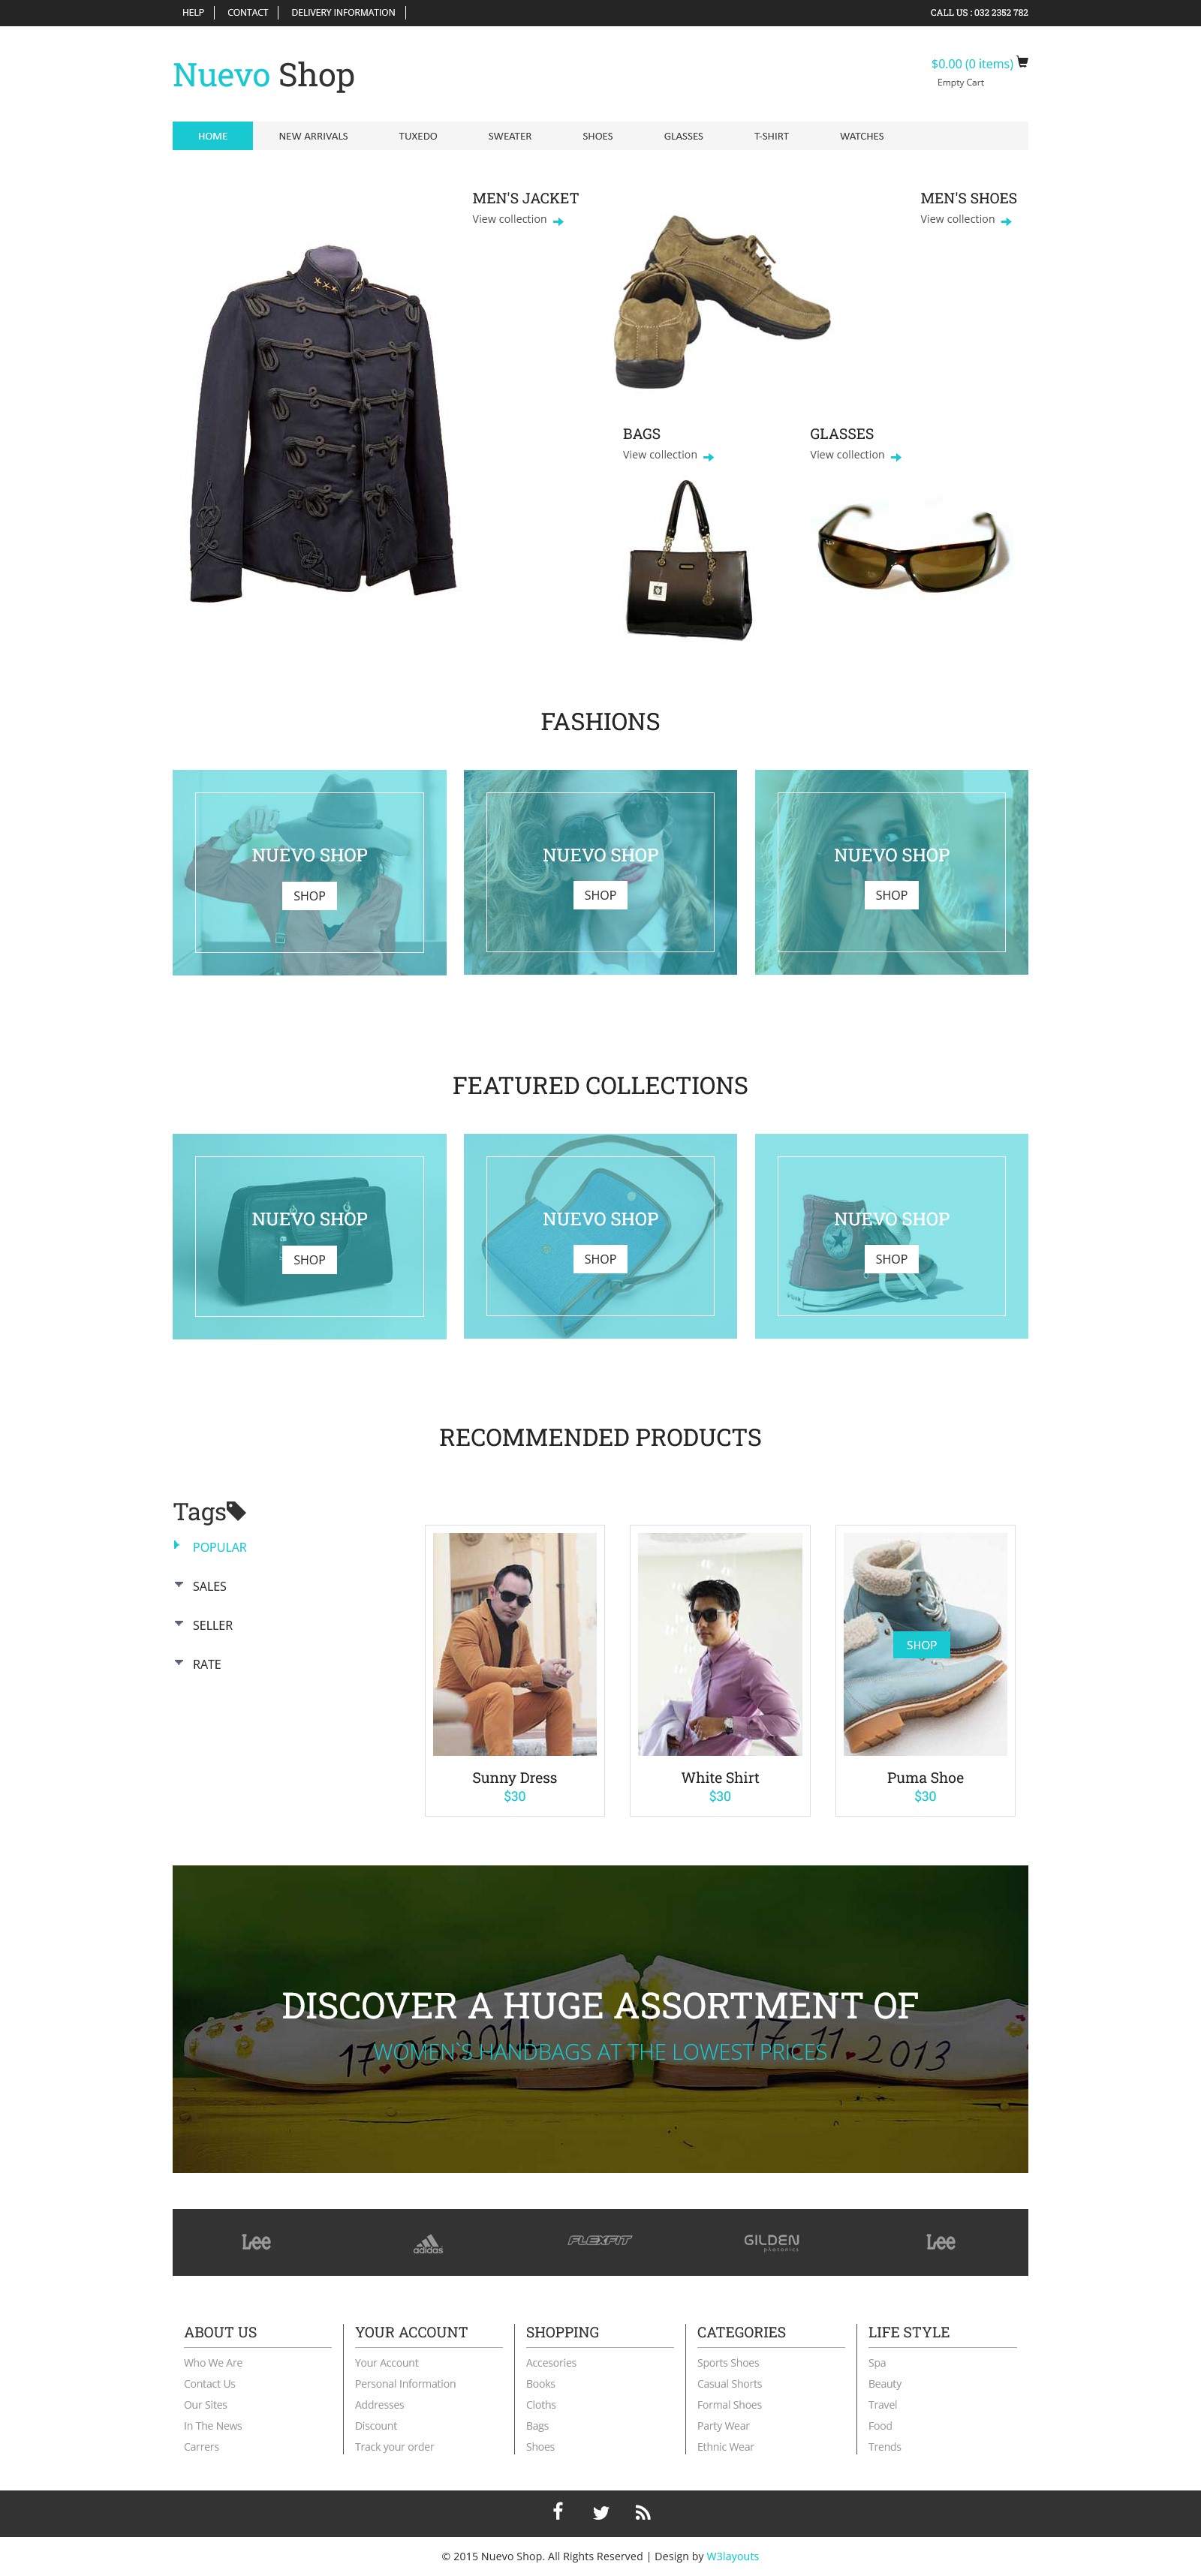 HELP CONTACT DELIVERY INFORMATION CALL US : 032 2352 782
Nuevo Shop
$0.00 (0 items)
Empty Cart
HOME NEW ARRIVALS TUXEDO SWEATER SHOES GLASSES T-SHIRT WATCHES
MEN'S JACKET
View collection
MEN'S SHOES
View collection
BAGS
View collection
GLASSES
View collection
FASHIONS
NUEVO SHOP
SHOP
NUEVO SHOP
SHOP
NUEVO SHOP
SHOP
FEATURED COLLECTIONS
NUEVO SHOP
SHOP
NUEVO SHOP
SHOP
NUEVO SHOP
SHOP
RECOMMENDED PRODUCTS
Tags
POPULAR
SALES
SELLER
RATE
Sunny Dress
$30
White Shirt
$30
SHOP
Puma Shoe
$30
DISCOVER A HUGE ASSORTMENT OF
WOMEN`S HANDBAGS AT THE LOWEST PRICES
17 05 2011
17 11 2013
Lee adidas FLEXFIT GILDEN photonics Lee
ABOUT US
Who We Are
Contact Us
Our Sites
In The News
Carrers
YOUR ACCOUNT
Your Account
Personal Information
Addresses
Discount
Track your order
SHOPPING
Accesories
Books
Cloths
Bags
Shoes
CATEGORIES
Sports Shoes
Casual Shorts
Formal Shoes
Party Wear
Ethnic Wear
LIFE STYLE
Spa
Beauty
Travel
Food
Trends
© 2015 Nuevo Shop. All Rights Reserved | Design by W3layouts